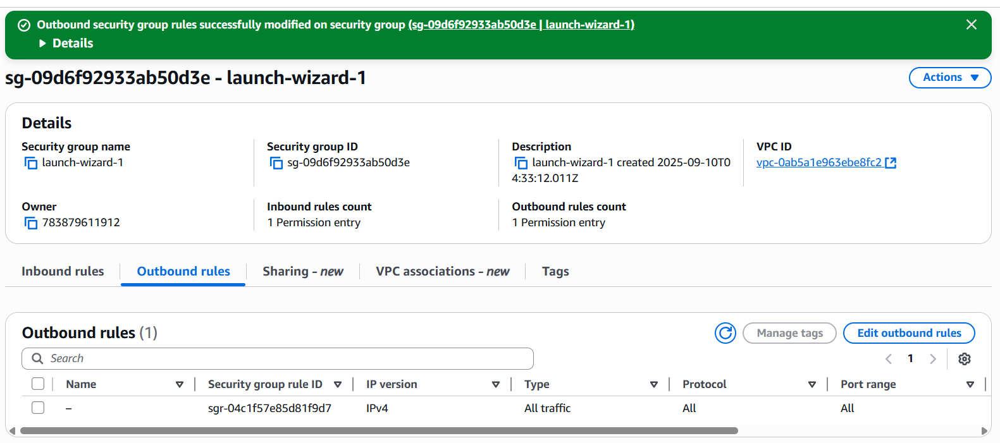 Outbound security group rules successfully modified on security group (sg-09d6f92933ab50d3e | launch-wizard-1)
Details
sg-09d6f92933ab50d3e - launch-wizard-1
Actions
Details
Security group name
launch-wizard-1
Security group ID
sg-09d6f92933ab50d3e
Description
launch-wizard-1 created 2025-09-10T0
4:33:12.011Z
VPC ID
vpc-0ab5a1e963ebe8fc2
Owner
783879611912
Inbound rules count
1 Permission entry
Outbound rules count
1 Permission entry
Inbound rules Outbound rules Sharing - new VPC associations - new Tags
Outbound rules (1)
Manage tags Edit outbound rules
Search
1
Name Security group rule ID IP version Type Protocol Port range
– sgr-04c1f57e85d81f9d7 IPv4 All traffic All All